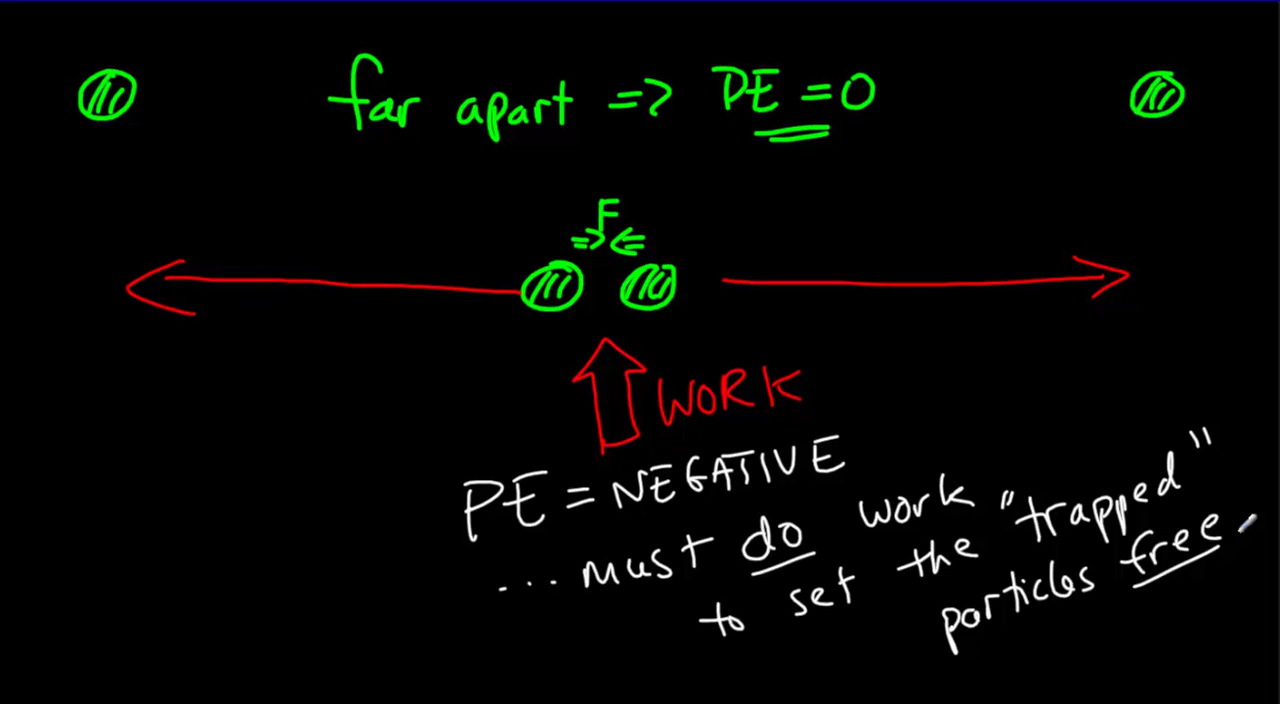 far apart => PE = 0
F
=> <=
WORK
PE = NEGATIVE
... must do work "trapped"
to set the particles free.